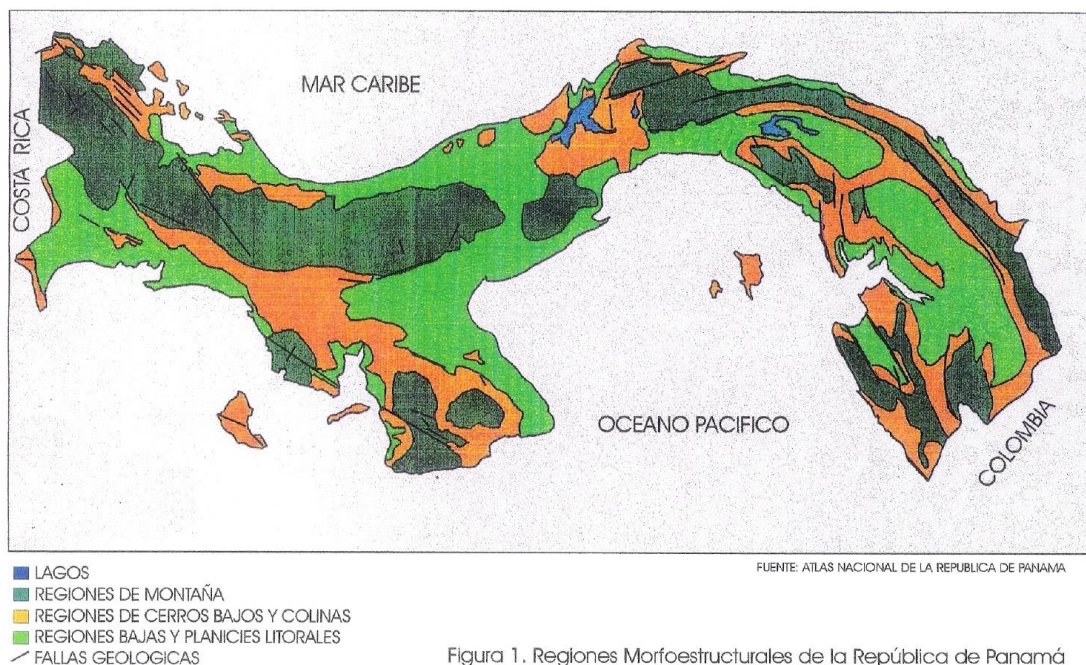 MAR CARIBE
COSTA RICA
OCEANO PACIFICO
COLOMBIA
FUENTE: ATLAS NACIONAL DE LA REPUBLICA DE PANAMA
LAGOS
REGIONES DE MONTAÑA
REGIONES DE CERROS BAJOS Y COLINAS
REGIONES BAJAS Y PLANICIES LITORALES
FALLAS GEOLOGICAS
Figura 1. Regiones Morfoestructurales de la República de Panamá